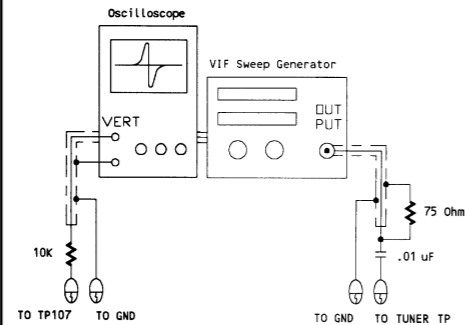 Oscilloscope
VIF Sweep Generator
VERT
OUT
PUT
75 Ohm
10K
.01 uF
TO TP107
TO GND
TO GND
TO TUNER TP